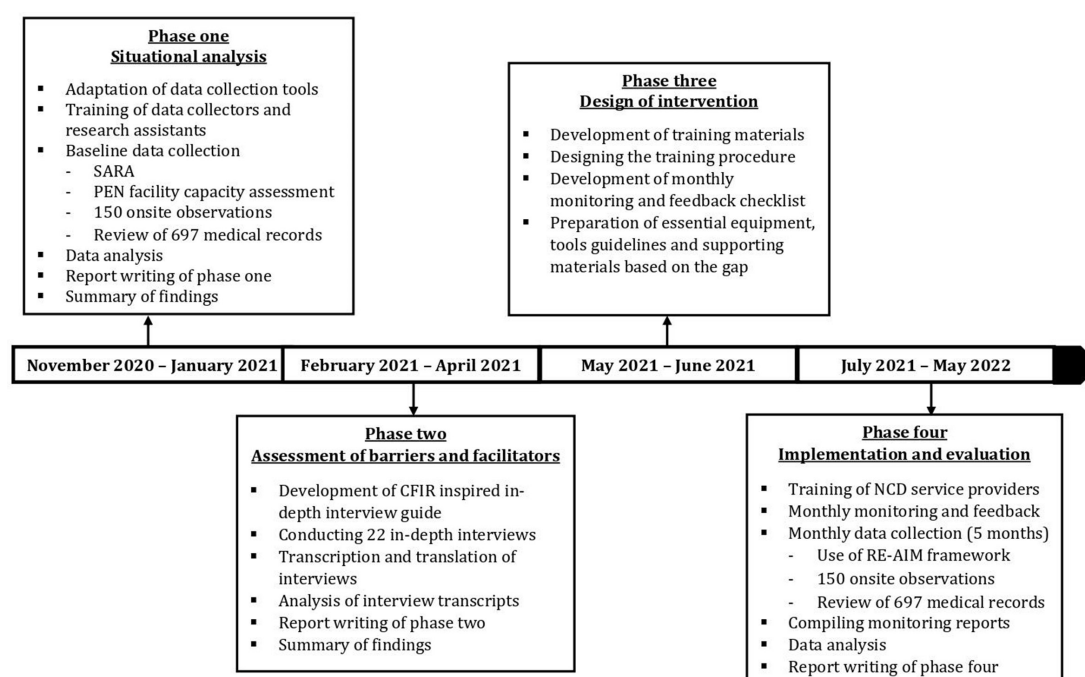 Phase one
Situational analysis
▪ Adaptation of data collection tools
▪ Training of data collectors and
research assistants
▪ Baseline data collection
- SARA
- PEN facility capacity assessment
- 150 onsite observations
- Review of 697 medical records
▪ Data analysis
▪ Report writing of phase one
▪ Summary of findings
Phase three
Design of intervention
▪ Development of training materials
▪ Designing the training procedure
▪ Development of monthly
monitoring and feedback checklist
▪ Preparation of essential equipment,
tools guidelines and supporting
materials based on the gap
November 2020 – January 2021
February 2021 – April 2021
May 2021 – June 2021
July 2021 – May 2022
Phase two
Assessment of barriers and facilitators
▪ Development of CFIR inspired in-
depth interview guide
▪ Conducting 22 in-depth interviews
▪ Transcription and translation of
interviews
▪ Analysis of interview transcripts
▪ Report writing of phase two
▪ Summary of findings
Phase four
Implementation and evaluation
▪ Training of NCD service providers
▪ Monthly monitoring and feedback
▪ Monthly data collection (5 months)
- Use of RE-AIM framework
- 150 onsite observations
- Review of 697 medical records
▪ Compiling monitoring reports
▪ Data analysis
▪ Report writing of phase four